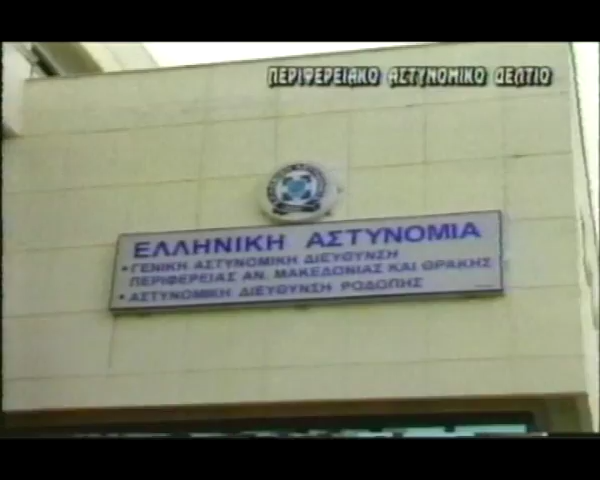 ΠΕΡΙΦΕΡΕΙΑΚΟ ΑΣΤΥΝΟΜΙΚΟ ΔΕΛΤΙΟ
ΕΛΛΗΝΙΚΗ ΑΣΤΥΝΟΜΙΑ
• ΓΕΝΙΚΗ ΑΣΤΥΝΟΜΙΚΗ ΔΙΕΥΘΥΝΣΗ
ΠΕΡΙΦΕΡΕΙΑΣ ΑΝ. ΜΑΚΕΔΟΝΙΑΣ ΚΑΙ ΘΡΑΚΗΣ
• ΑΣΤΥΝΟΜΙΚΗ ΔΙΕΥΘΥΝΣΗ ΡΟΔΟΠΗΣ